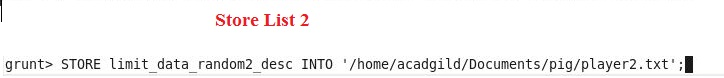 Store List 2
grunt> STORE limit_data_random2_desc INTO '/home/acadgild/Documents/pig/player2.txt';